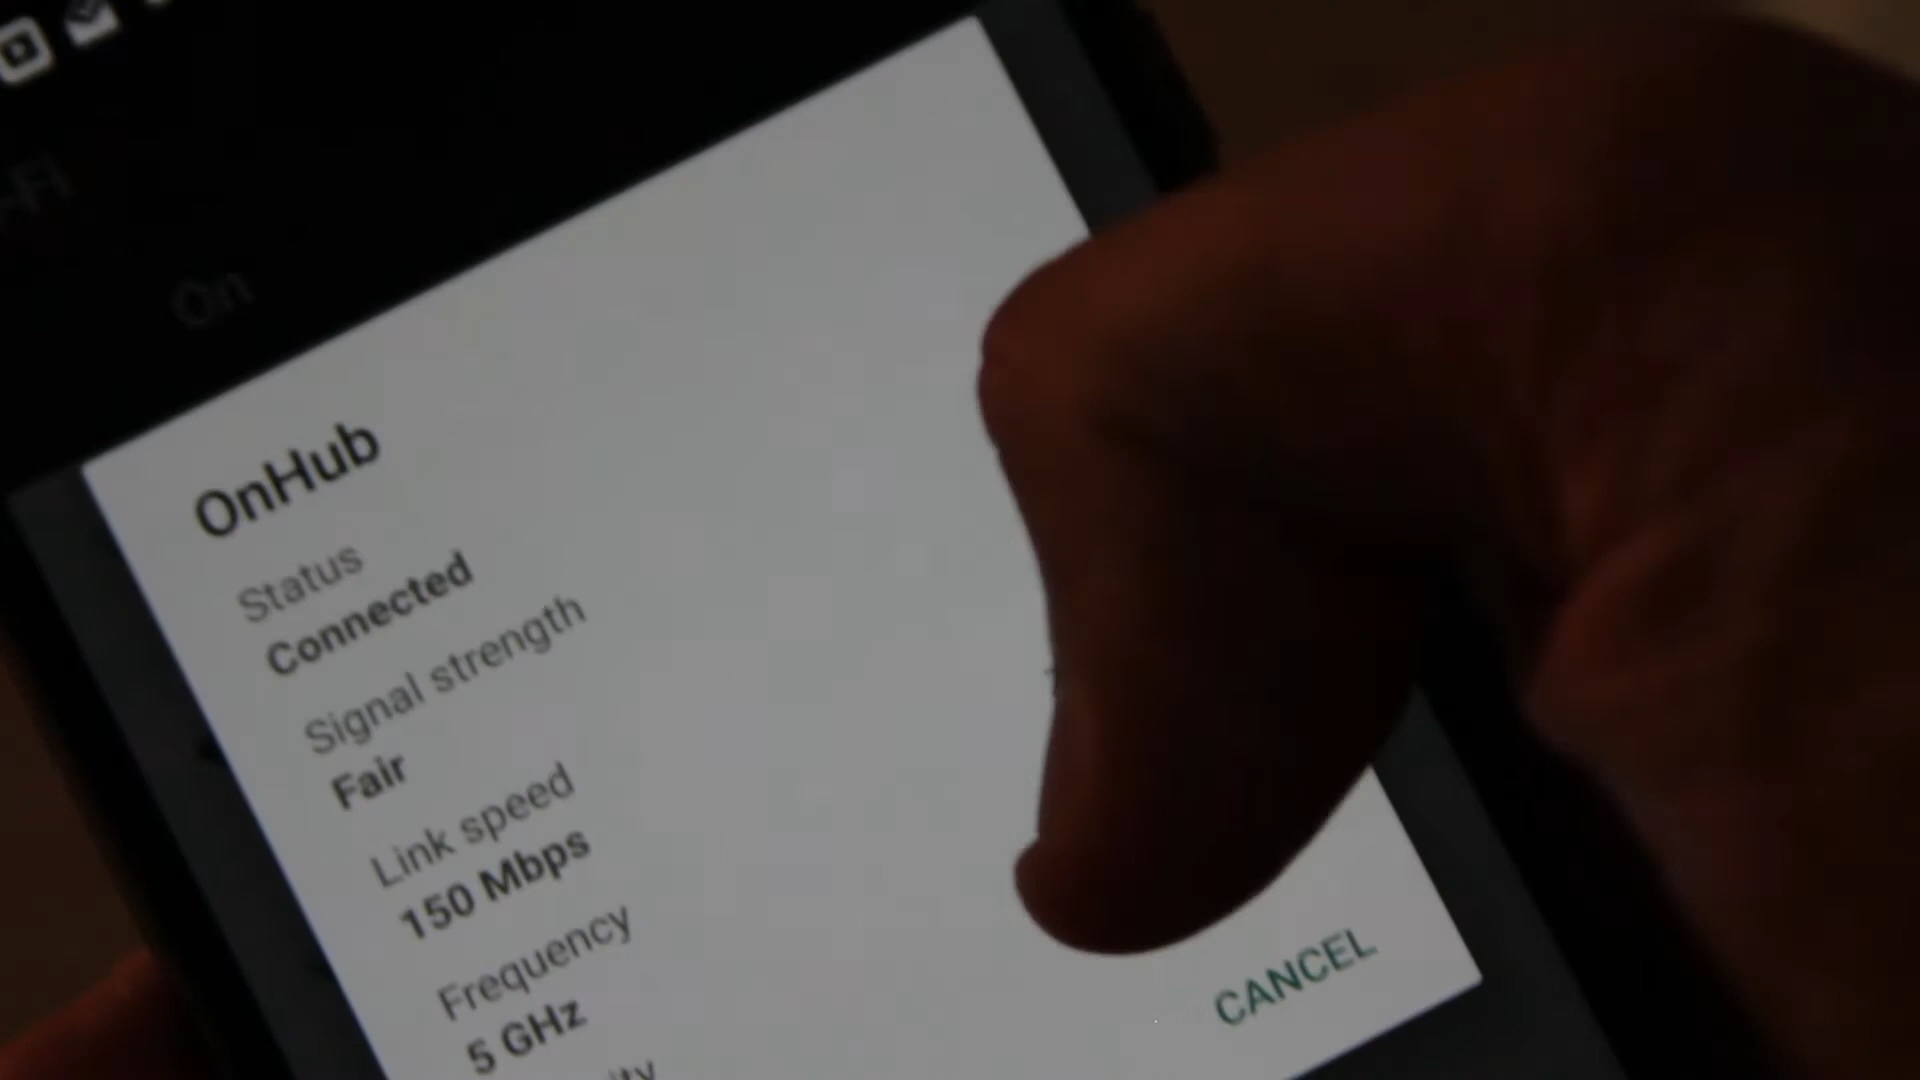 On
OnHub
Status
Connected
Signal strength
Fair
Link speed
150 Mbps
Frequency
5 GHz
CANCEL